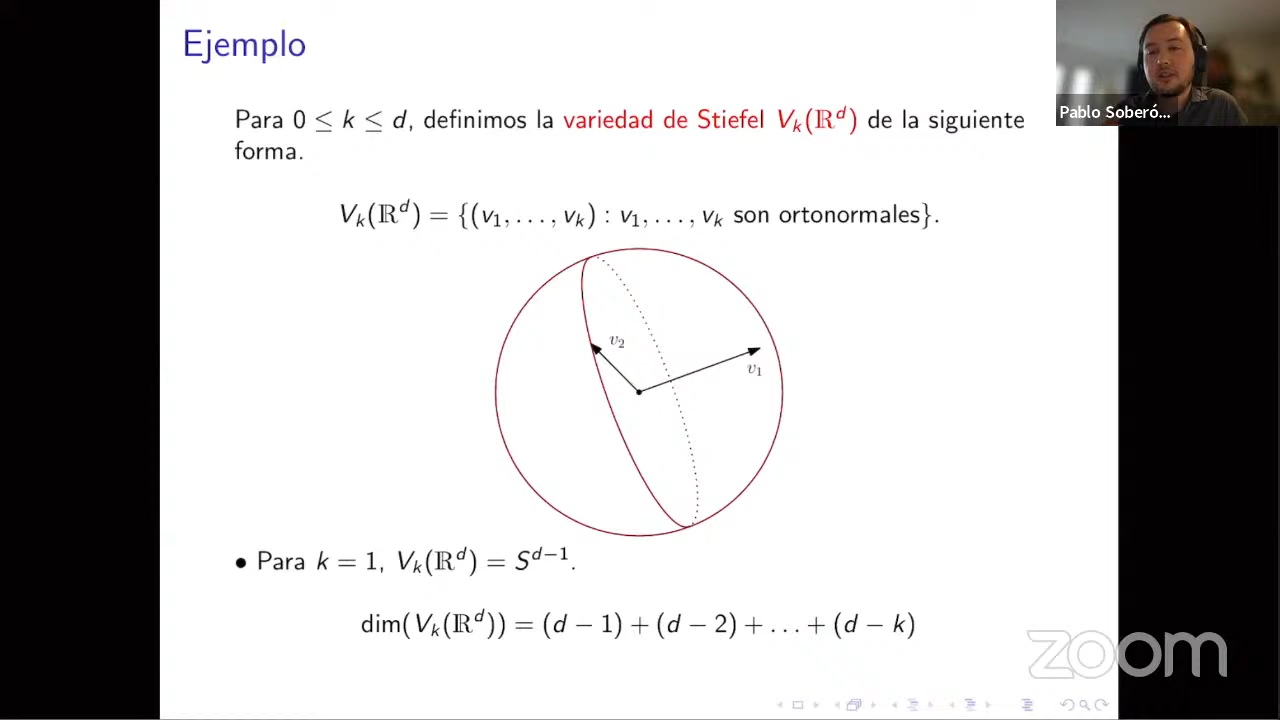 Ejemplo
Pablo Soberó...
Para 0 ≤ k ≤ d, definimos la variedad de Stiefel V_k(ℝ^d) de la siguiente
forma.
V_k(ℝ^d) = {(v_1, . . . , v_k) : v_1, . . . , v_k son ortonormales}.
v_2
v_1
• Para k = 1, V_k(ℝ^d) = S^{d−1}.
dim(V_k(ℝ^d)) = (d − 1) + (d − 2) + . . . + (d − k)
zoom